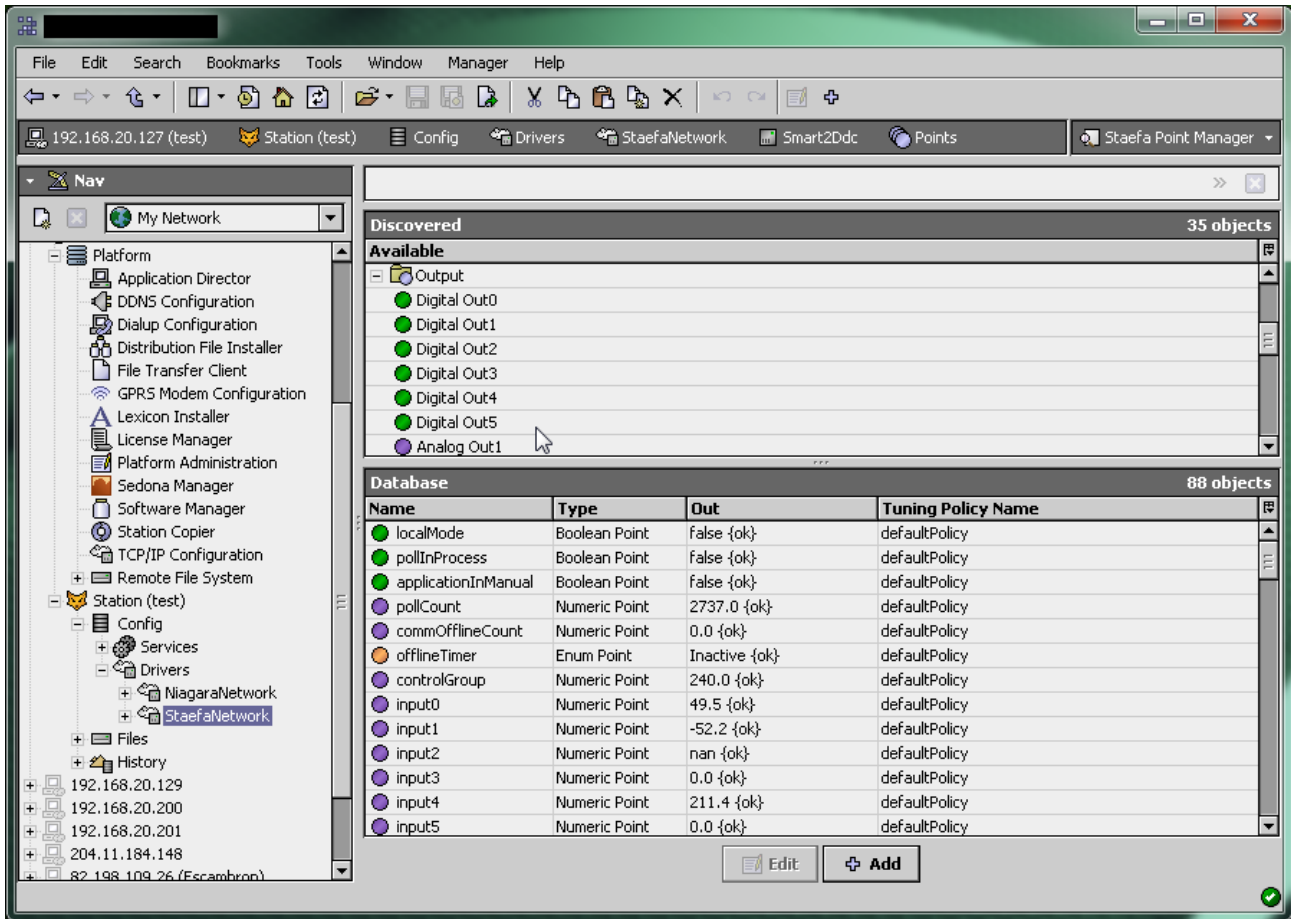 File Edit Search Bookmarks Tools Window Manager Help
192.168.20.127 (test) Station (test) Config Drivers StaefaNetwork Smart2Ddc Points Staefa Point Manager
Nav
My Network
Platform
Application Director
DDNS Configuration
Dialup Configuration
Distribution File Installer
File Transfer Client
GPRS Modem Configuration
Lexicon Installer
License Manager
Platform Administration
Sedona Manager
Software Manager
Station Copier
TCP/IP Configuration
Remote File System
Station (test)
Config
Services
Drivers
NiagaraNetwork
StaefaNetwork
Files
History
192.168.20.129
192.168.20.200
192.168.20.201
204.11.184.148
82.198.109.26 (Escambron)
Discovered 35 objects
Available
Output
Digital Out0
Digital Out1
Digital Out2
Digital Out3
Digital Out4
Digital Out5
Analog Out1
Database 88 objects
Name Type Out Tuning Policy Name
localMode Boolean Point false {ok} defaultPolicy
pollInProcess Boolean Point false {ok} defaultPolicy
applicationInManual Boolean Point false {ok} defaultPolicy
pollCount Numeric Point 2737.0 {ok} defaultPolicy
commOfflineCount Numeric Point 0.0 {ok} defaultPolicy
offlineTimer Enum Point Inactive {ok} defaultPolicy
controlGroup Numeric Point 240.0 {ok} defaultPolicy
input0 Numeric Point 49.5 {ok} defaultPolicy
input1 Numeric Point -52.2 {ok} defaultPolicy
input2 Numeric Point nan {ok} defaultPolicy
input3 Numeric Point 0.0 {ok} defaultPolicy
input4 Numeric Point 211.4 {ok} defaultPolicy
input5 Numeric Point 0.0 {ok} defaultPolicy
Edit Add